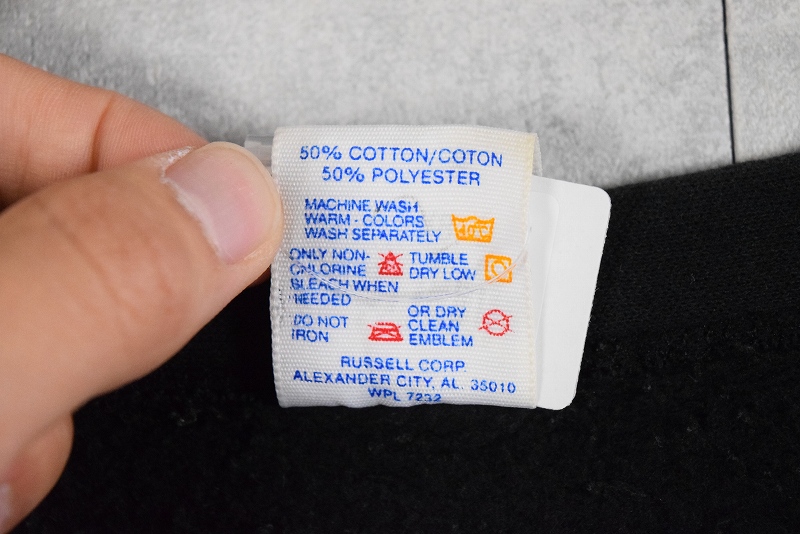 50% COTTON/COTON
50% POLYESTER
MACHINE WASH
WARM - COLORS
WASH SEPARATELY
40°C
ONLY NON-
CHLORINE
BLEACH WHEN
NEEDED
TUMBLE
DRY LOW
DO NOT
IRON
OR DRY
CLEAN
EMBLEM
RUSSELL CORP.
ALEXANDER CITY, AL. 35010
WPL 7232